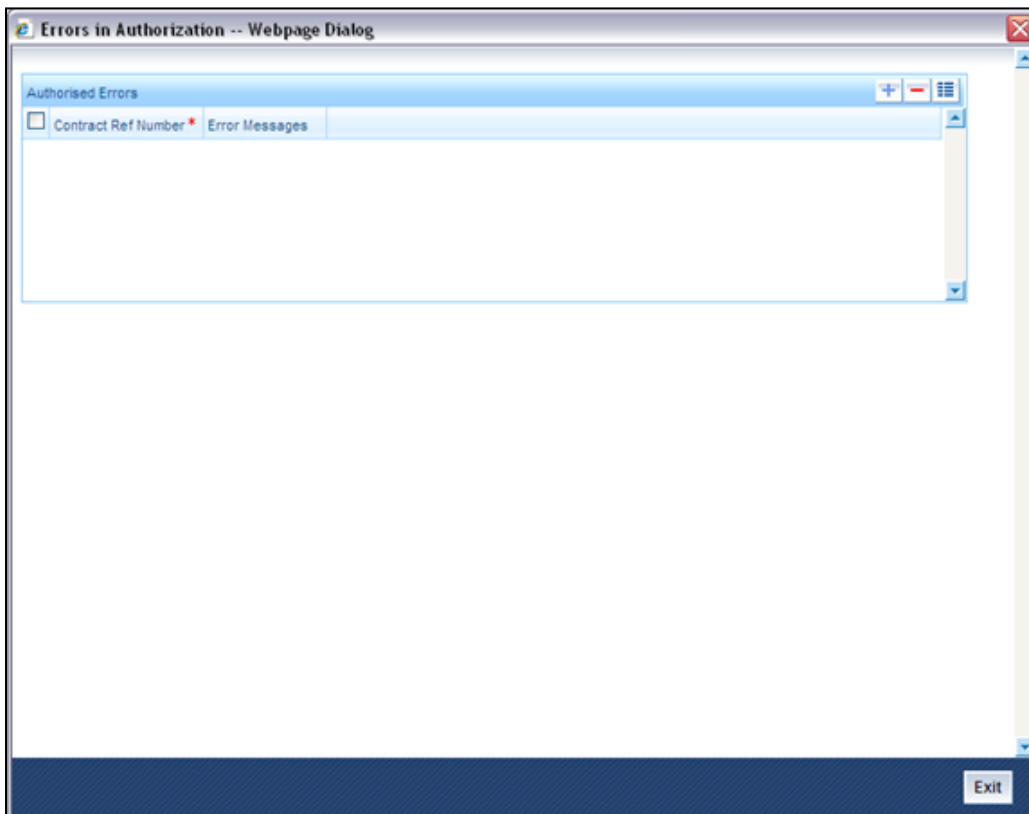 Errors in Authorization -- Webpage Dialog
Authorised Errors
Contract Ref Number * Error Messages
Exit